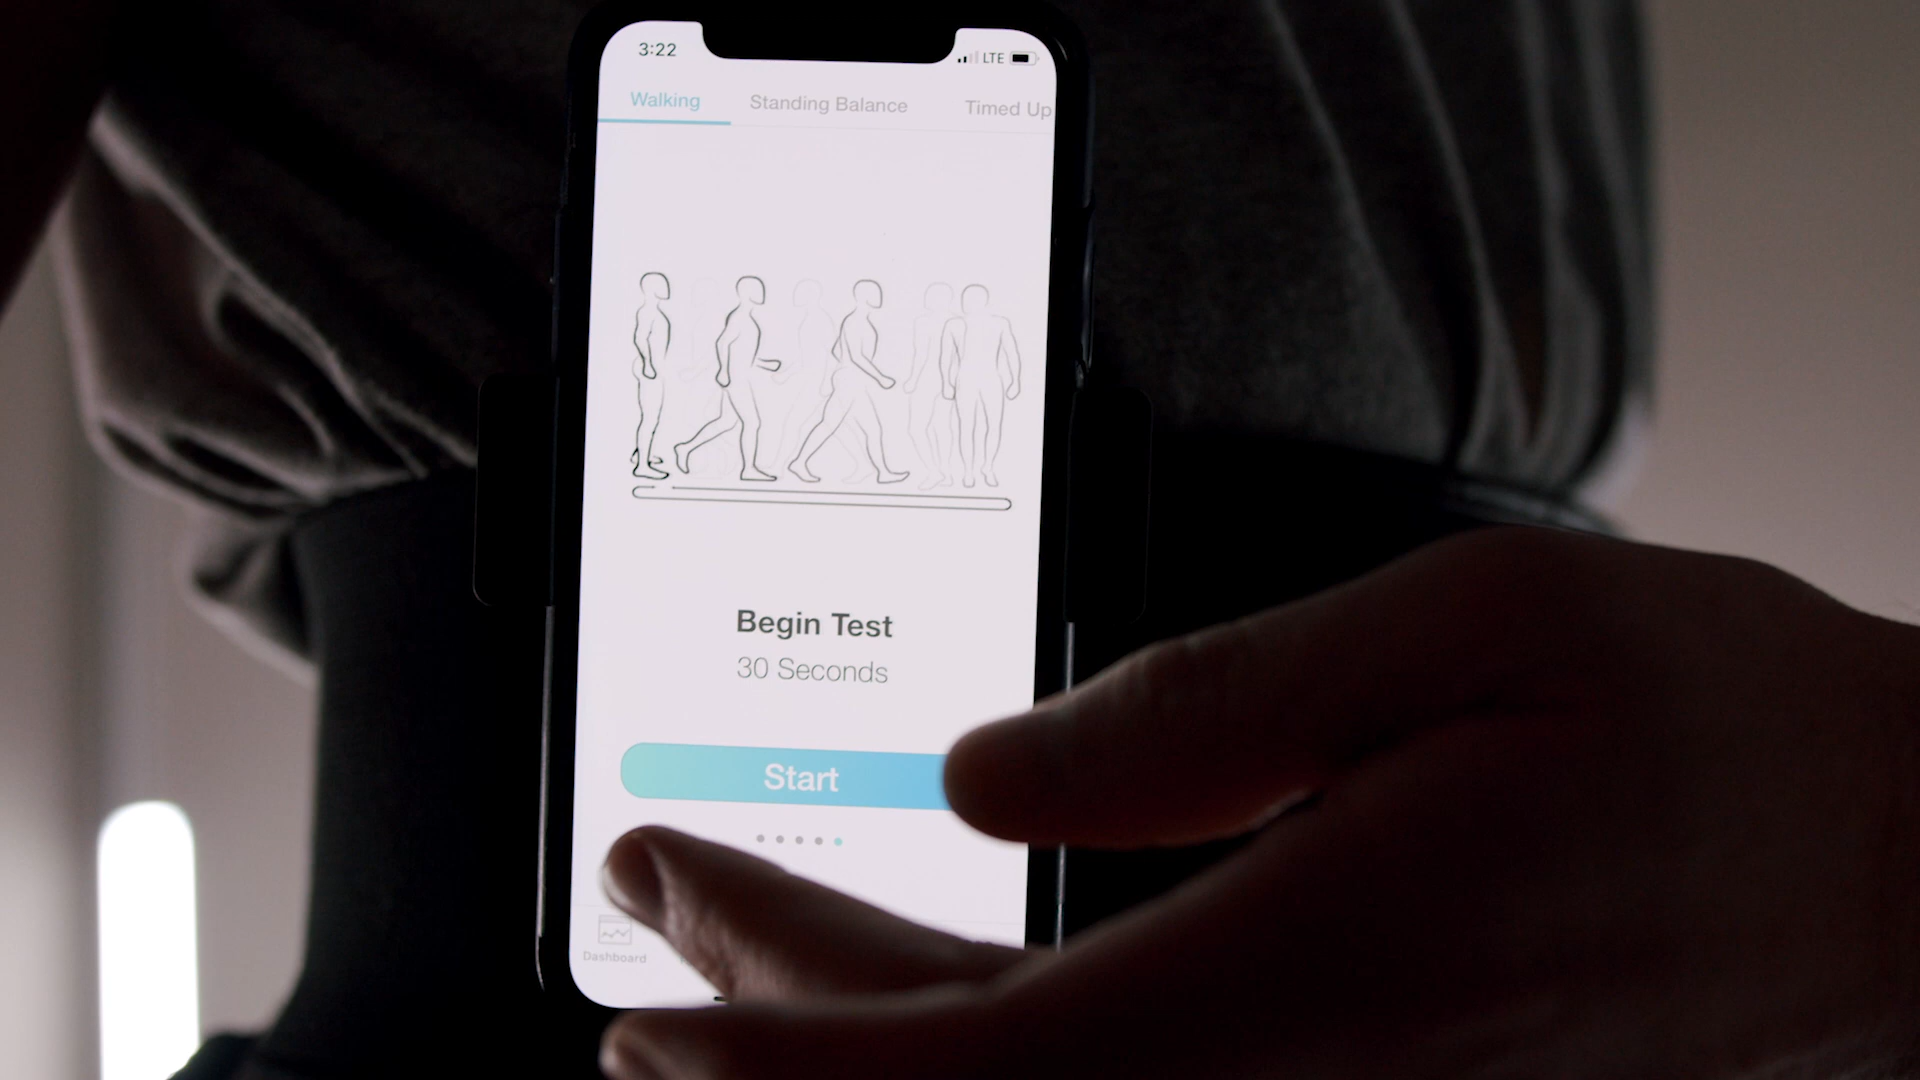 3:22
LTE
Walking
Standing Balance
Timed Up
Begin Test
30 Seconds
Start
Dashboard